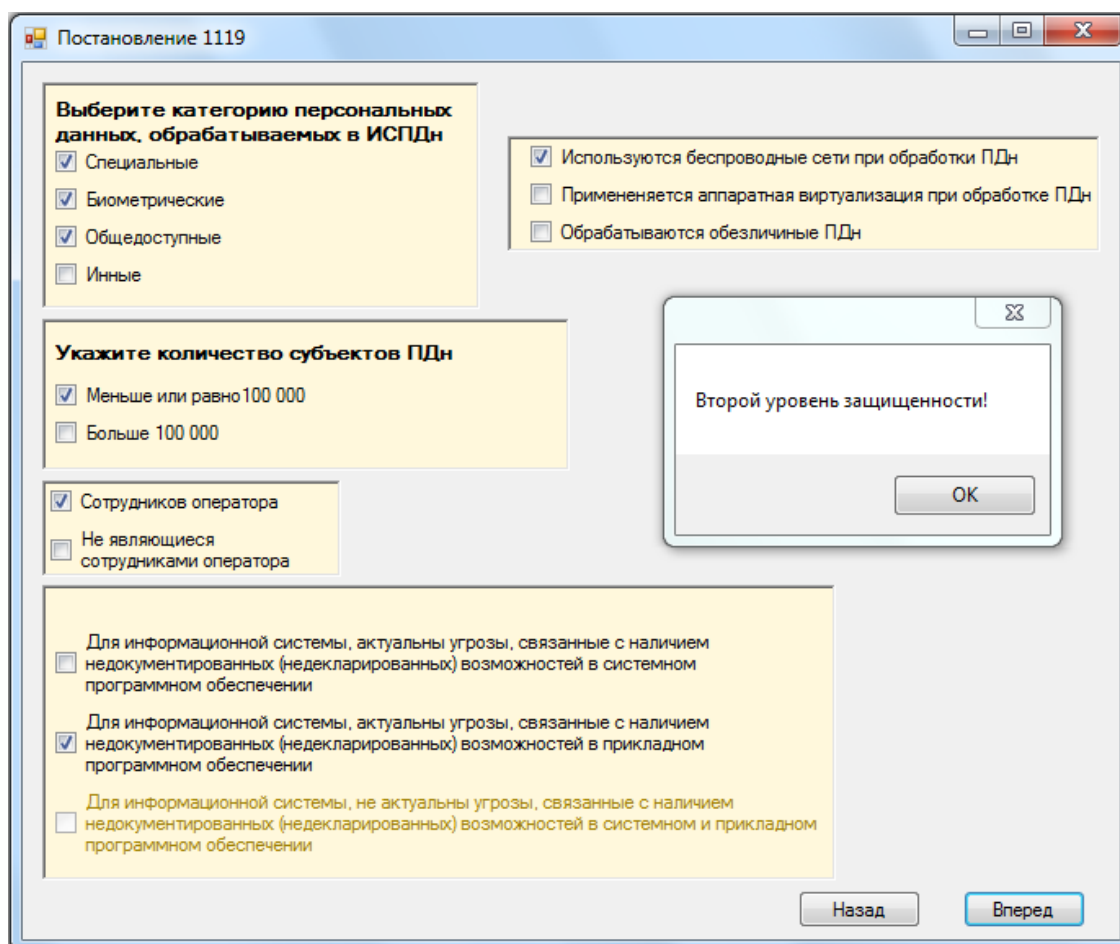 Постановление 1119
Выберите категорию персональных
данных, обрабатываемых в ИСПДн
Специальные
Биометрические
Общедоступные
Инные
Используются беспроводные сети при обработки ПДн
Примененяется аппаратная виртуализация при обработке ПДн
Обрабатываются обезличиные ПДн
Укажите количество субъектов ПДн
Меньше или равно100 000
Больше 100 000
Второй уровень защищенности!
OK
Сотрудников оператора
Не являющиеся
сотрудниками оператора
Для информационной системы, актуальны угрозы, связанные с наличием
недокументированных (недекларированных) возможностей в системном
программном обеспечении
Для информационной системы, актуальны угрозы, связанные с наличием
недокументированных (недекларированных) возможностей в прикладном
программном обеспечении
Для информационной системы, не актуальны угрозы, связанные с наличием
недокументированных (недекларированных) возможностей в системном и прикладном
программном обеспечении
Назад
Вперед